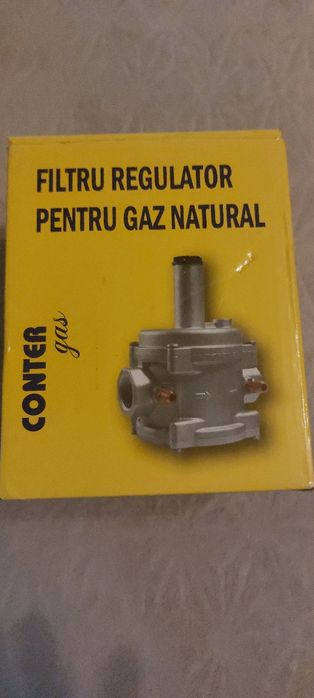 FILTRU REGULATOR
PENTRU GAZ NATURAL
CONTER
gas